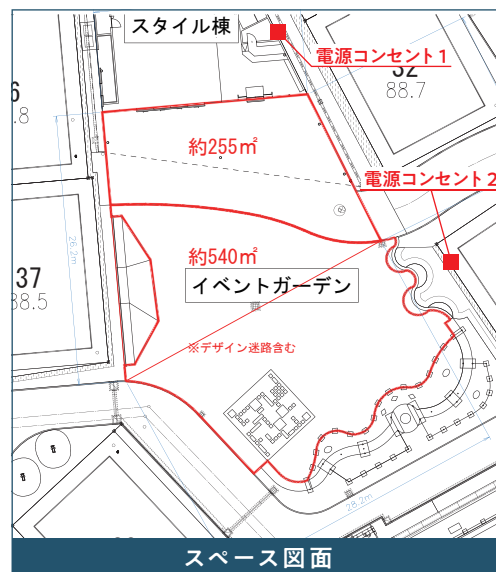 スタイル棟
電源コンセント1
32
88.7
6
.8
約255㎡
電源コンセント2
26.2m
約540㎡
37
88.5
イベントガーデン
※デザイン迷路含む
28.2m
スペース図面